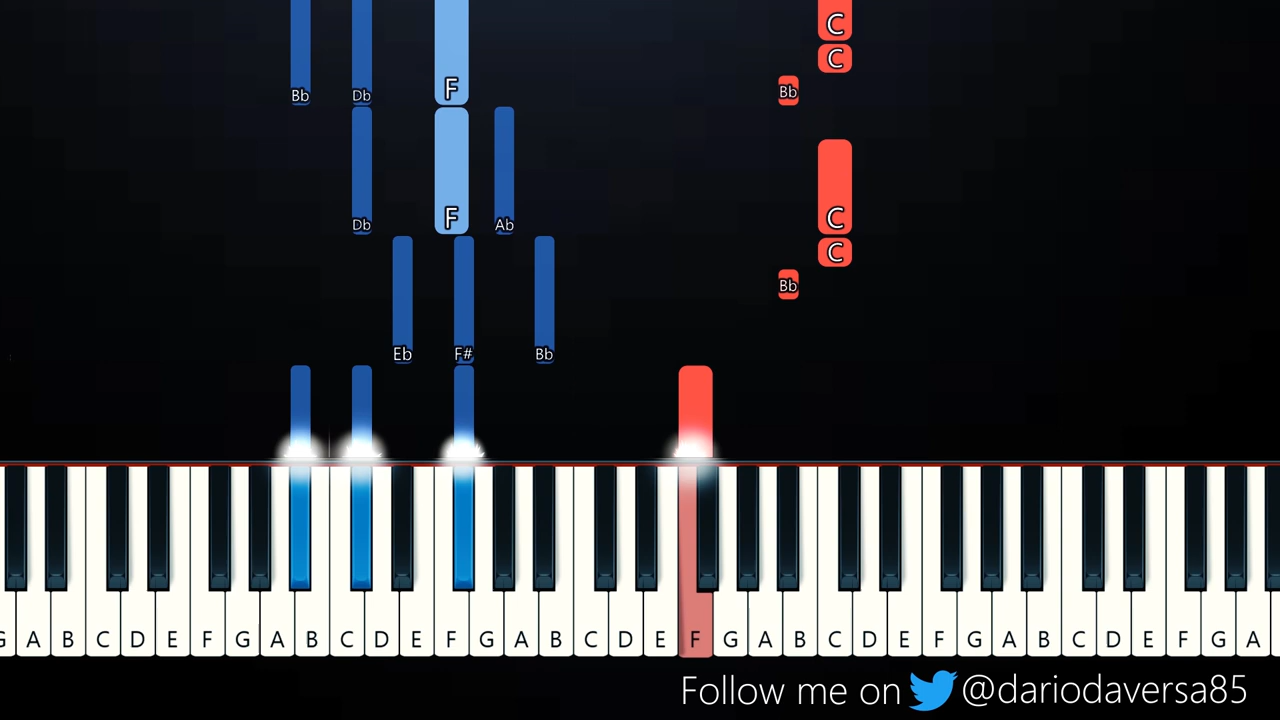 C
C
Bb Db F Bb
C
Db F Ab
C
Bb
Eb F# Bb
G A B C D E F G A B C D E F G A B C D E F G A B C D E F G A B C D E F G A
Follow me on @dariodaversa85